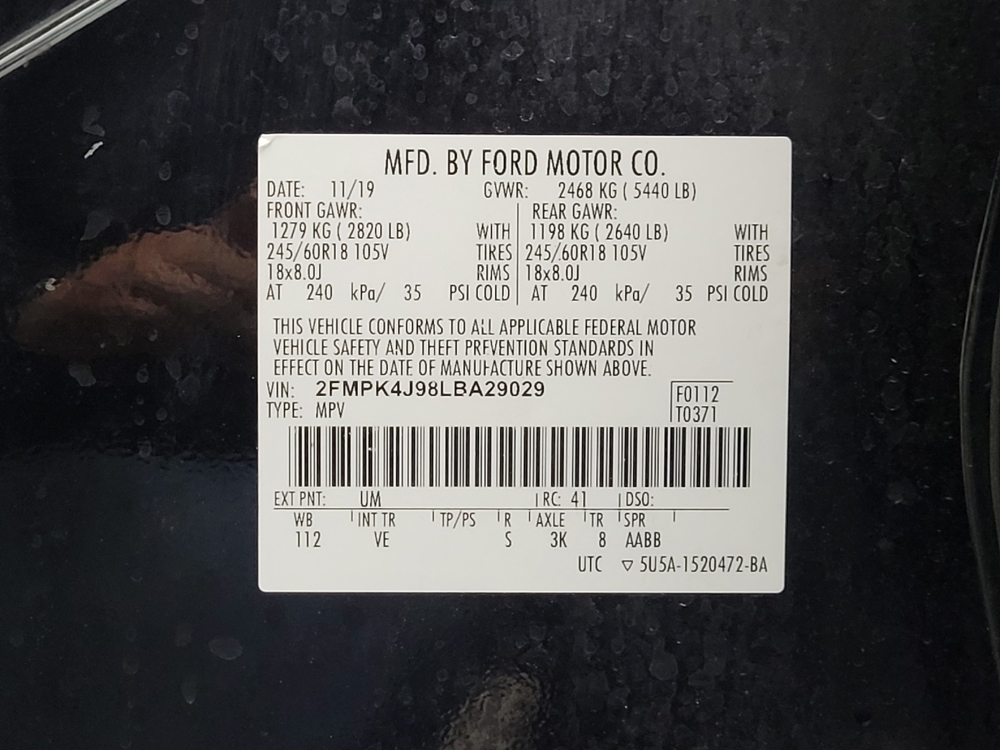 MFD. BY FORD MOTOR CO.
DATE: 11/19 GVWR: 2468 KG ( 5440 LB)
FRONT GAWR: REAR GAWR:
1279 KG ( 2820 LB) WITH 1198 KG ( 2640 LB) WITH
245/60R18 105V TIRES 245/60R18 105V TIRES
18x8.0J RIMS 18x8.0J RIMS
AT 240 kPa/ 35 PSI COLD AT 240 kPa/ 35 PSI COLD
THIS VEHICLE CONFORMS TO ALL APPLICABLE FEDERAL MOTOR
VEHICLE SAFETY AND THEFT PREVENTION STANDARDS IN
EFFECT ON THE DATE OF MANUFACTURE SHOWN ABOVE.
VIN: 2FMPK4J98LBA29029 F0112
TYPE: MPV T0371
EXT PNT: UM RC: 41 DSO:
WB INT TR TP/PS R AXLE TR SPR
112 VE S 3K 8 AABB
UTC ▽ 5U5A-1520472-BA